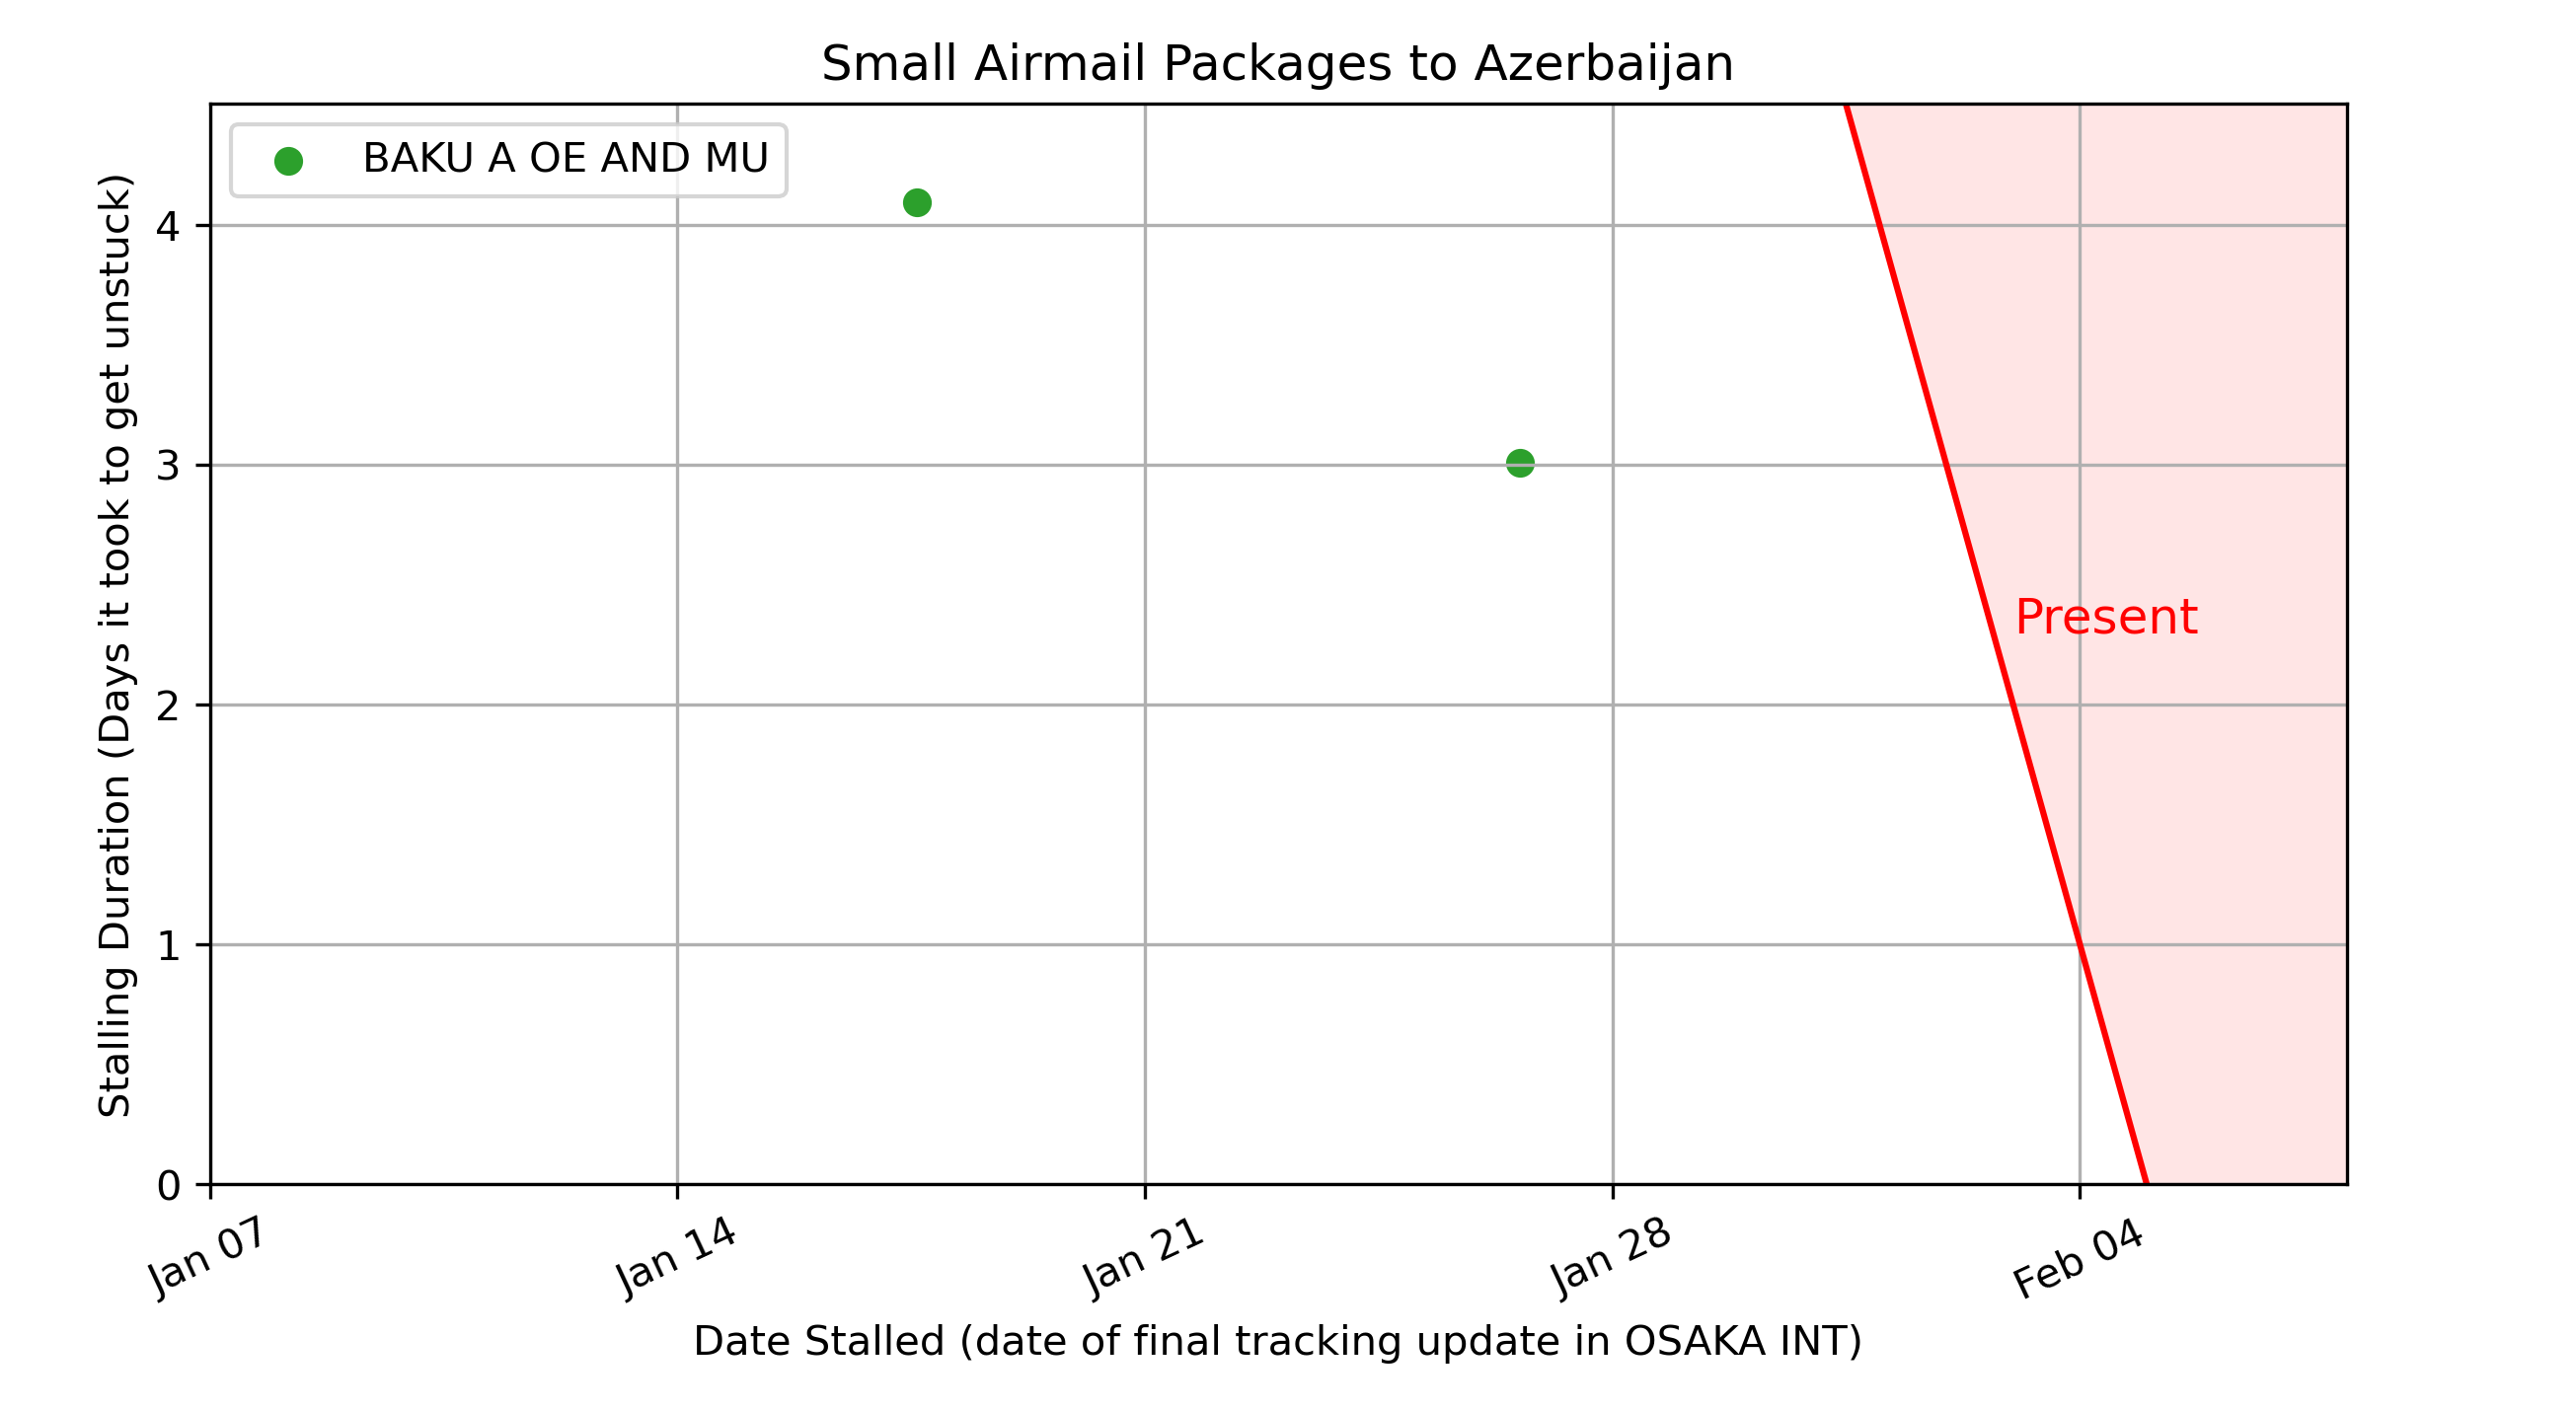 Small Airmail Packages to Azerbaijan
BAKU A OE AND MU
Stalling Duration (Days it took to get unstuck)
4
3
2
1
0
Present
Jan 07
Jan 14
Jan 21
Jan 28
Feb 04
Date Stalled (date of final tracking update in OSAKA INT)